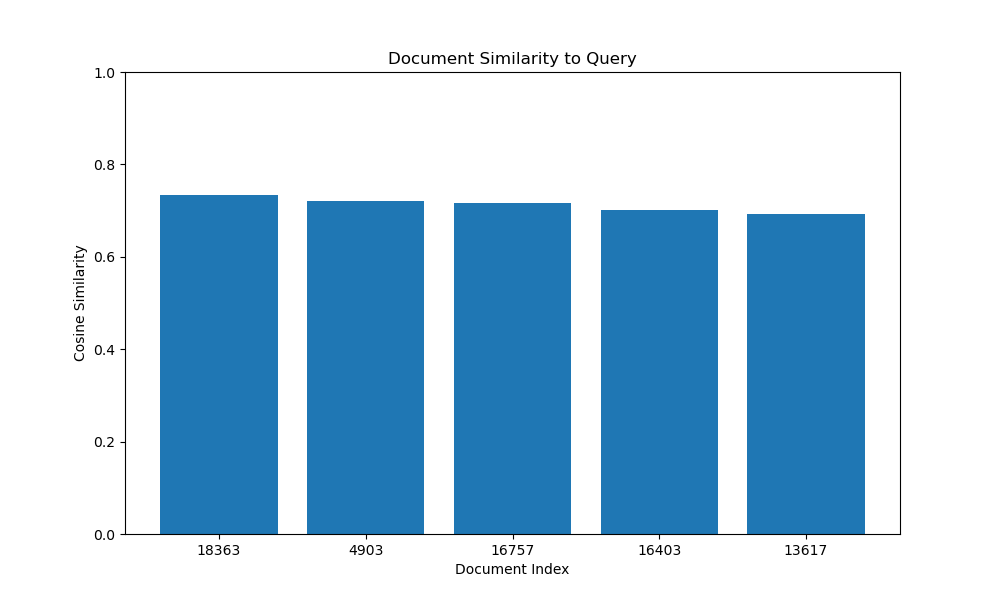 Document Similarity to Query
1.0
0.8
0.6
0.4
0.2
0.0
Cosine Similarity
18363 4903 16757 16403 13617
Document Index